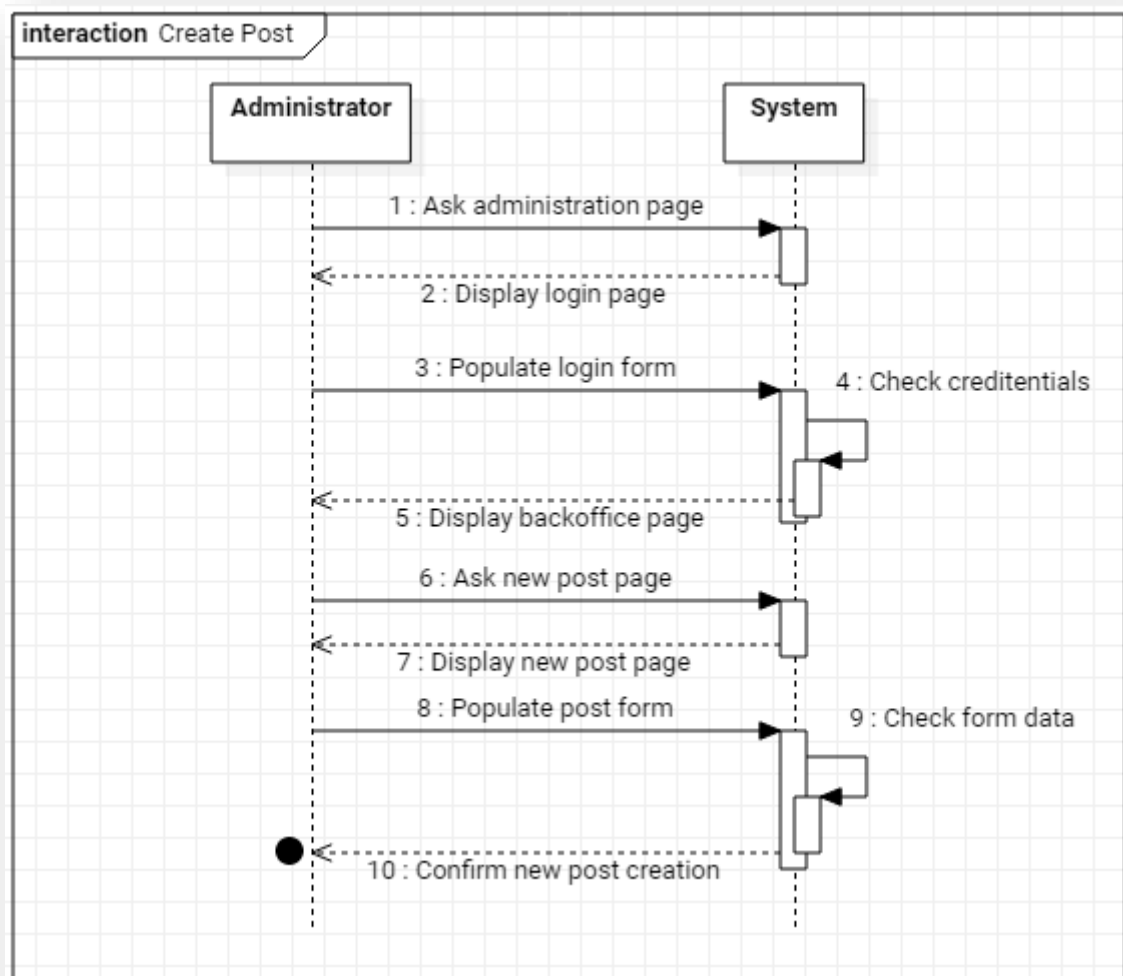 interaction Create Post
Administrator
System
1 : Ask administration page
2 : Display login page
3 : Populate login form
4 : Check creditentials
5 : Display backoffice page
6 : Ask new post page
7 : Display new post page
8 : Populate post form
9 : Check form data
10 : Confirm new post creation